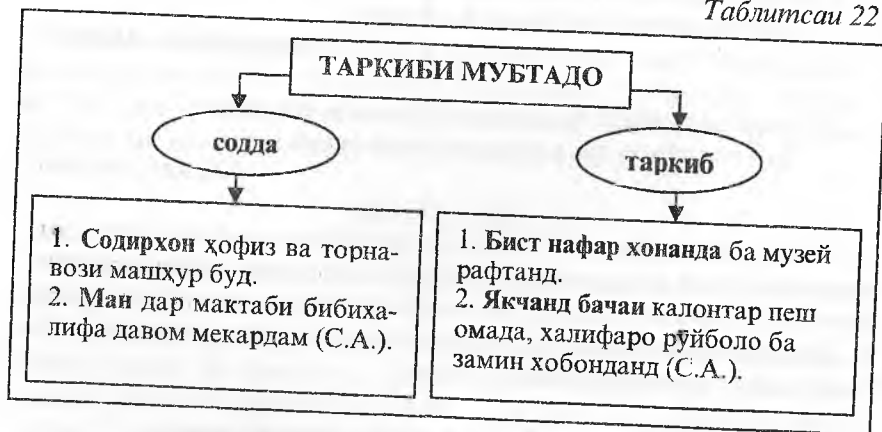 Таблитсаи 22
ТАРКИБИ МУБТАДО
содда
таркиб
1. Содирхон ҳофиз ва торна-
вози машҳур буд.
2. Ман дар мактаби бибиха-
лифа давом мекардам (С.А.).
1. Бист нафар хонанда ба музей
рафтанд.
2. Якчанд бачаи калонтар пеш
омада, халифаро рӯйболо ба
замин хобонданд (С.А.).